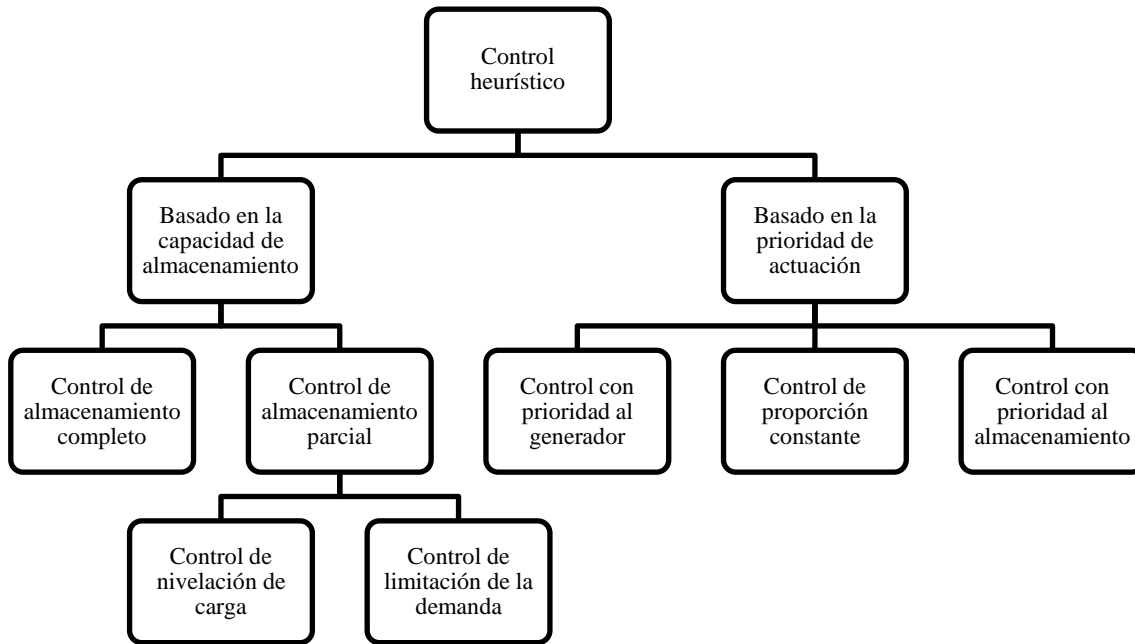 Control
heurístico
Basado en la
capacidad de
almacenamiento
Basado en la
prioridad de
actuación
Control de
almacenamiento
completo
Control de
almacenamiento
parcial
Control con
prioridad al
generador
Control de
proporción
constante
Control con
prioridad al
almacenamiento
Control de
nivelación de
carga
Control de
limitación de la
demanda